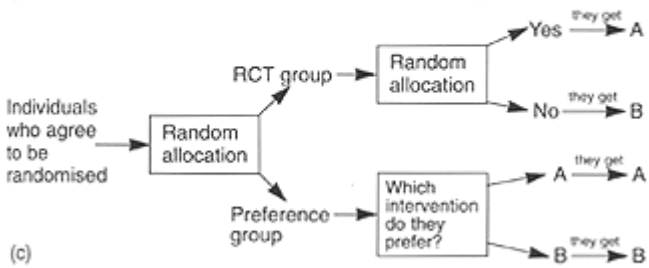 Individuals
who agree
to be
randomised
Random
allocation
RCT group
Random
allocation
Yes they get A
No they get B
Preference
group
Which
intervention
do they
prefer?
A they get A
B they get B
(c)